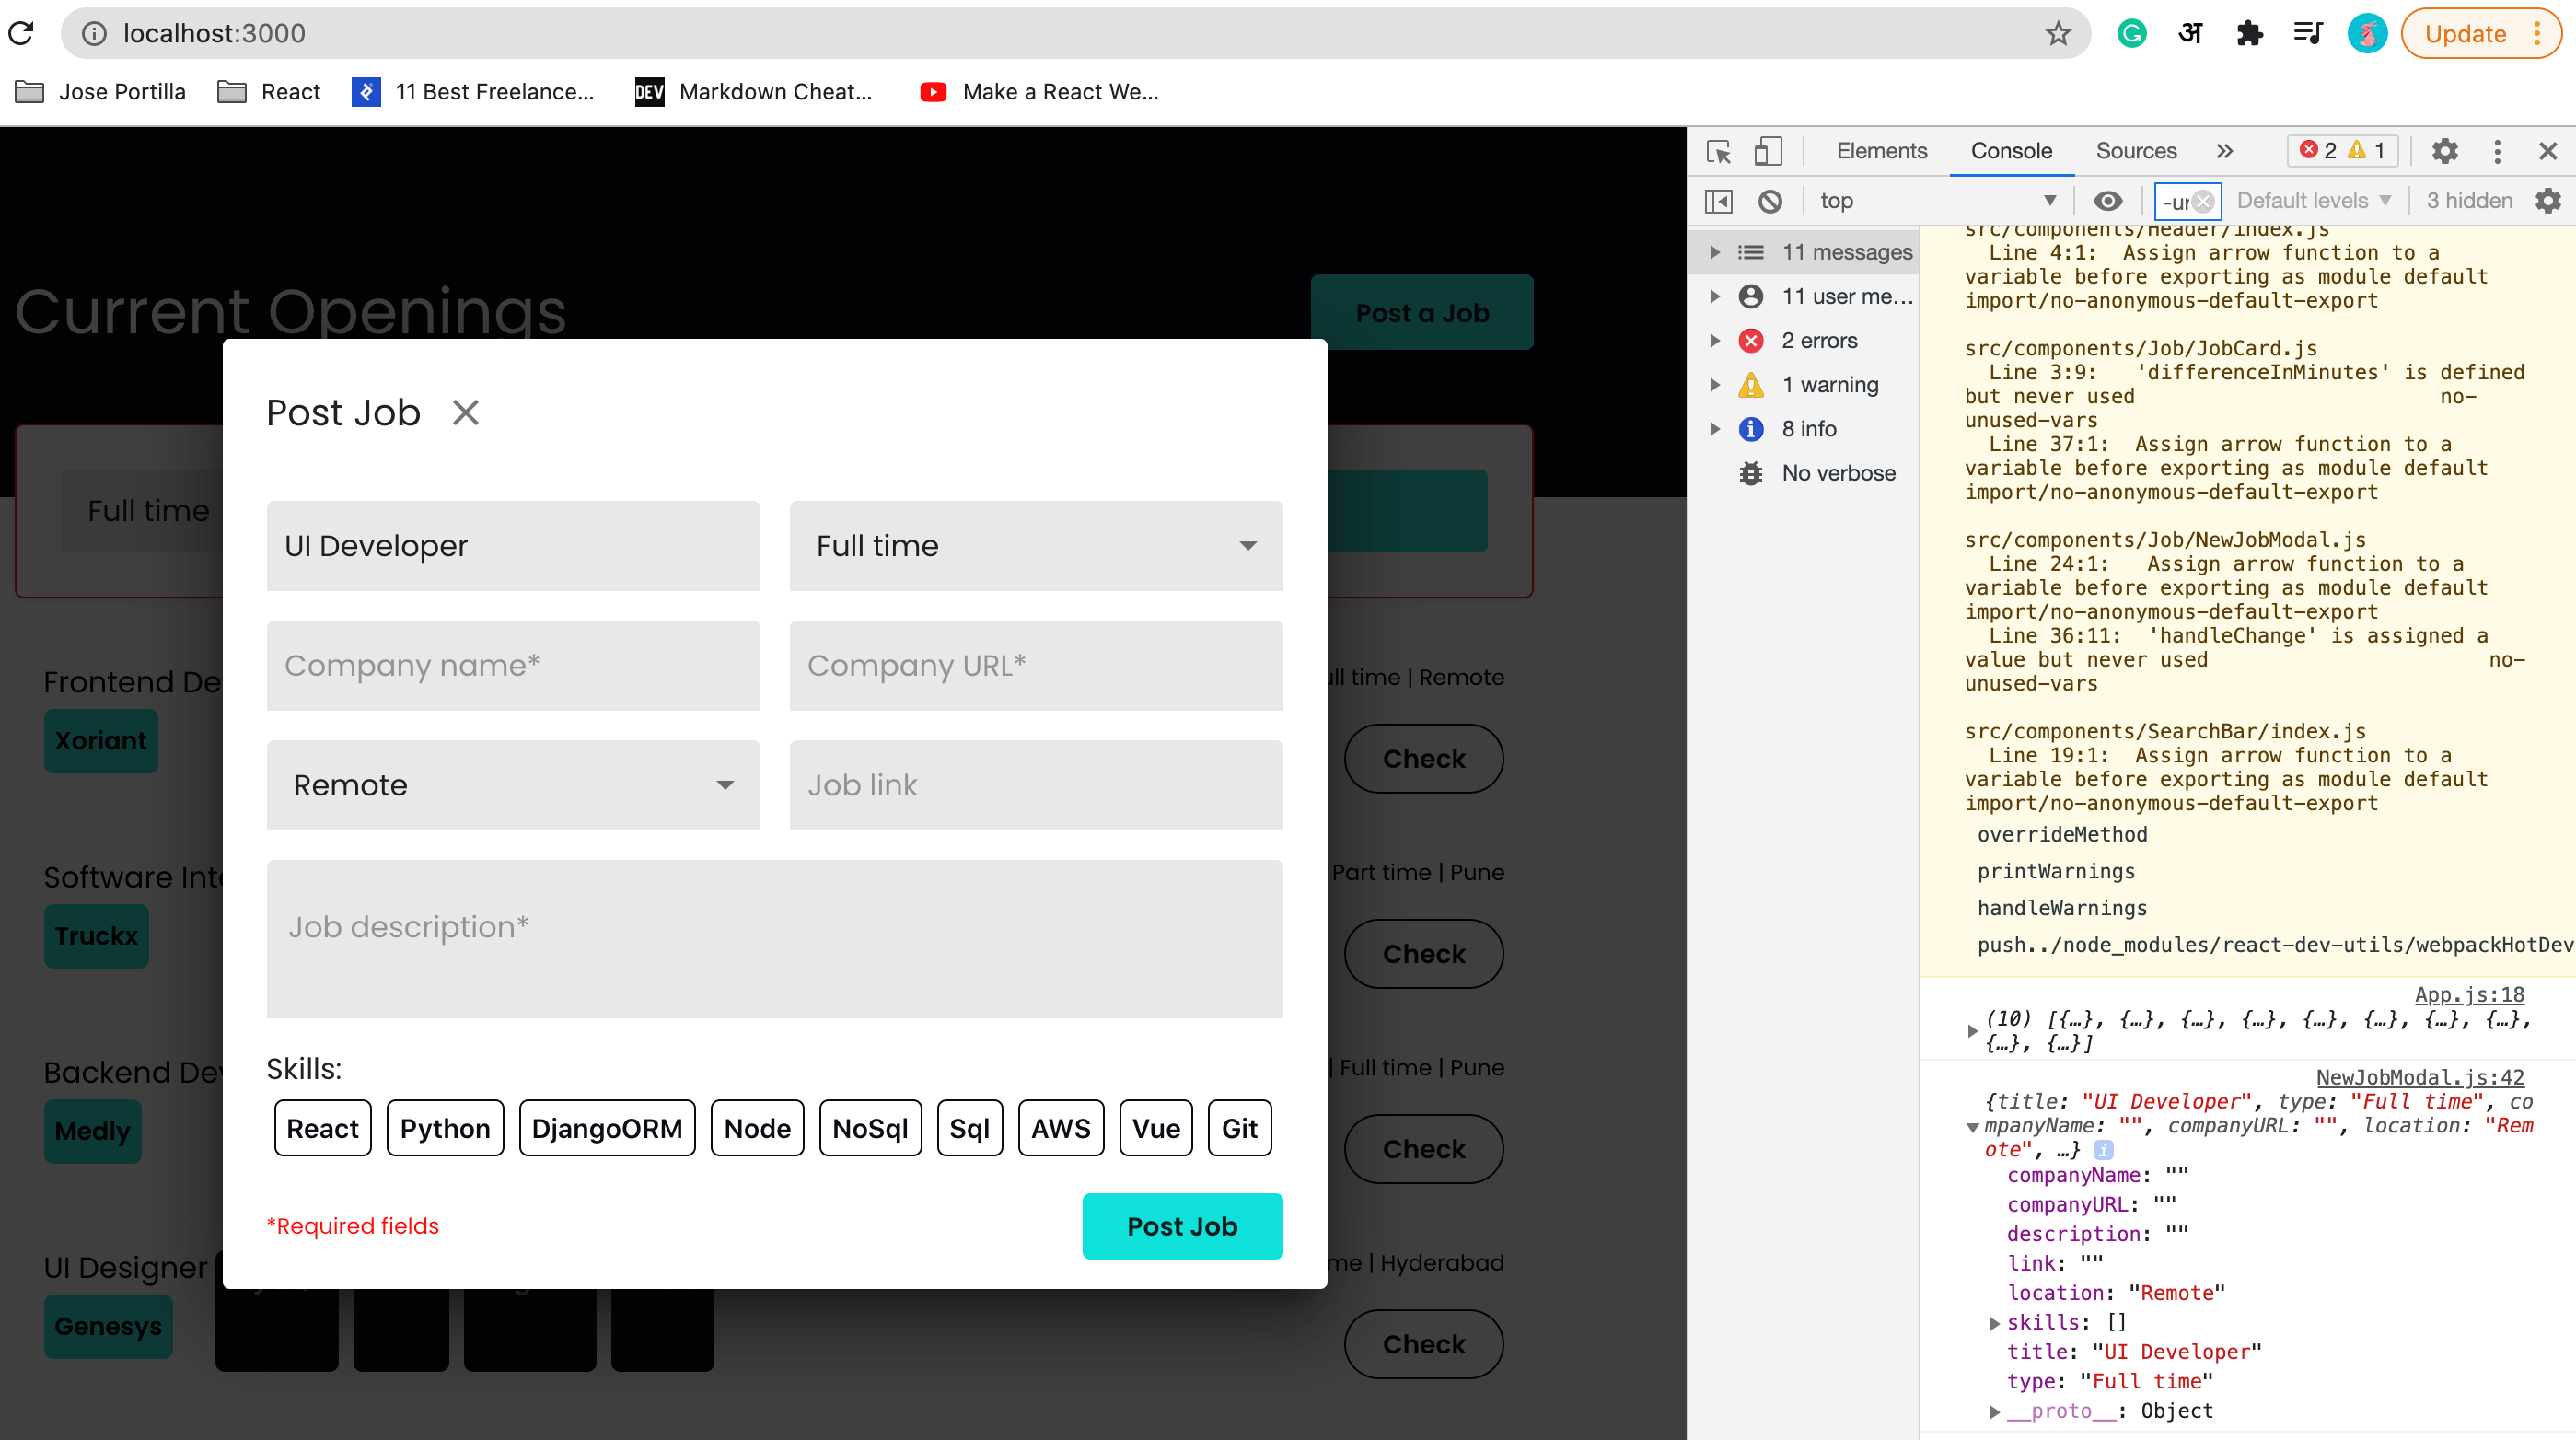 localhost:3000
अ
Update
Jose Portilla
React
11 Best Freelance...
DEV
Markdown Cheat...
Make a React We...
Current Openings
Post a Job
Full time
Frontend De
Xoriant
ull time | Remote
Check
Software Int
Truckx
Part time | Pune
Check
Backend De
Medly
| Full time | Pune
Check
UI Designer
Genesys
me | Hyderabad
Check
Post Job
UI Developer
Full time
Company name*
Company URL*
Remote
Job link
Job description*
Skills:
React
Python
DjangoORM
Node
NoSql
Sql
AWS
Vue
Git
*Required fields
Post Job
Elements
Console
Sources
2
1
top
-ur
Default levels
3 hidden
11 messages
11 user me...
2 errors
1 warning
8 info
No verbose
src/components/Header/index.js
Line 4:1: Assign arrow function to a
variable before exporting as module default
import/no-anonymous-default-export
src/components/Job/JobCard.js
Line 3:9: 'differenceInMinutes' is defined
but never used no-
unused-vars
Line 37:1: Assign arrow function to a
variable before exporting as module default
import/no-anonymous-default-export
src/components/Job/NewJobModal.js
Line 24:1: Assign arrow function to a
variable before exporting as module default
import/no-anonymous-default-export
Line 36:11: 'handleChange' is assigned a
value but never used no-
unused-vars
src/components/SearchBar/index.js
Line 19:1: Assign arrow function to a
variable before exporting as module default
import/no-anonymous-default-export
overrideMethod
printWarnings
handleWarnings
push../node_modules/react-dev-utils/webpackHotDev
App.js:18
(10) [{…}, {…}, {…}, {…}, {…}, {…}, {…}, {…},
{…}, {…}]
NewJobModal.js:42
{title: "UI Developer", type: "Full time", co
mpanyName: "", companyURL: "", location: "Rem
ote", …}
companyName: ""
companyURL: ""
description: ""
link: ""
location: "Remote"
skills: []
title: "UI Developer"
type: "Full time"
__proto__: Object